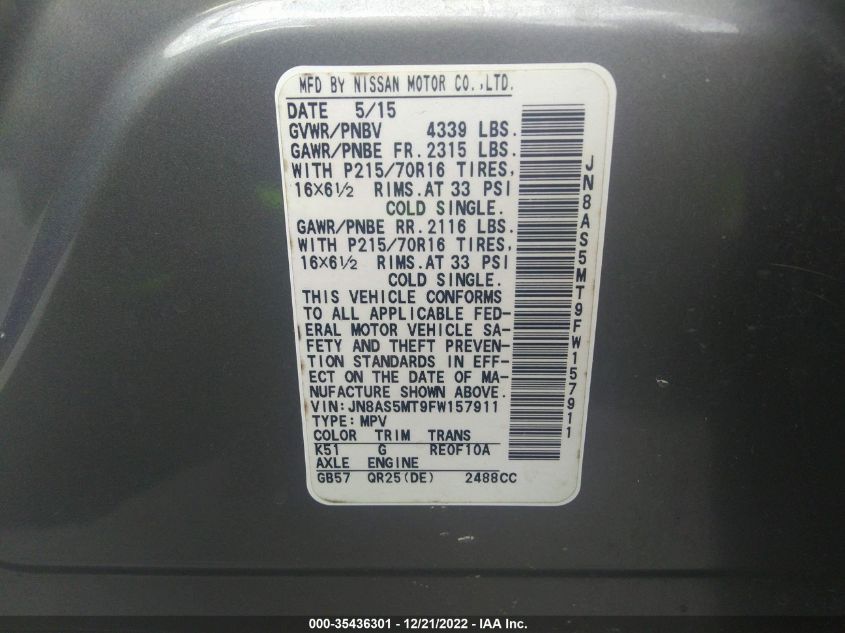 MFD BY NISSAN MOTOR CO.,LTD.
DATE 5/15
GVWR/PNBV 4339 LBS.
GAWR/PNBE FR. 2315 LBS.
WITH P215/70R16 TIRES,
16X6½ RIMS. AT 33 PSI
COLD SINGLE.
GAWR/PNBE RR. 2116 LBS.
WITH P215/70R16 TIRES,
16X6½ RIMS. AT 33 PSI
COLD SINGLE.
THIS VEHICLE CONFORMS
TO ALL APPLICABLE FED-
ERAL MOTOR VEHICLE SA-
FETY AND THEFT PREVEN-
TION STANDARDS IN EFF-
ECT ON THE DATE OF MA-
NUFACTURE SHOWN ABOVE.
VIN: JN8AS5MT9FW157911
TYPE: MPV
COLOR TRIM TRANS
K51 G RE0F10A
AXLE ENGINE
GB57 QR25(DE) 2488CC
JN8AS5MT9FW157911
000-35436301 - 12/21/2022 - IAA Inc.